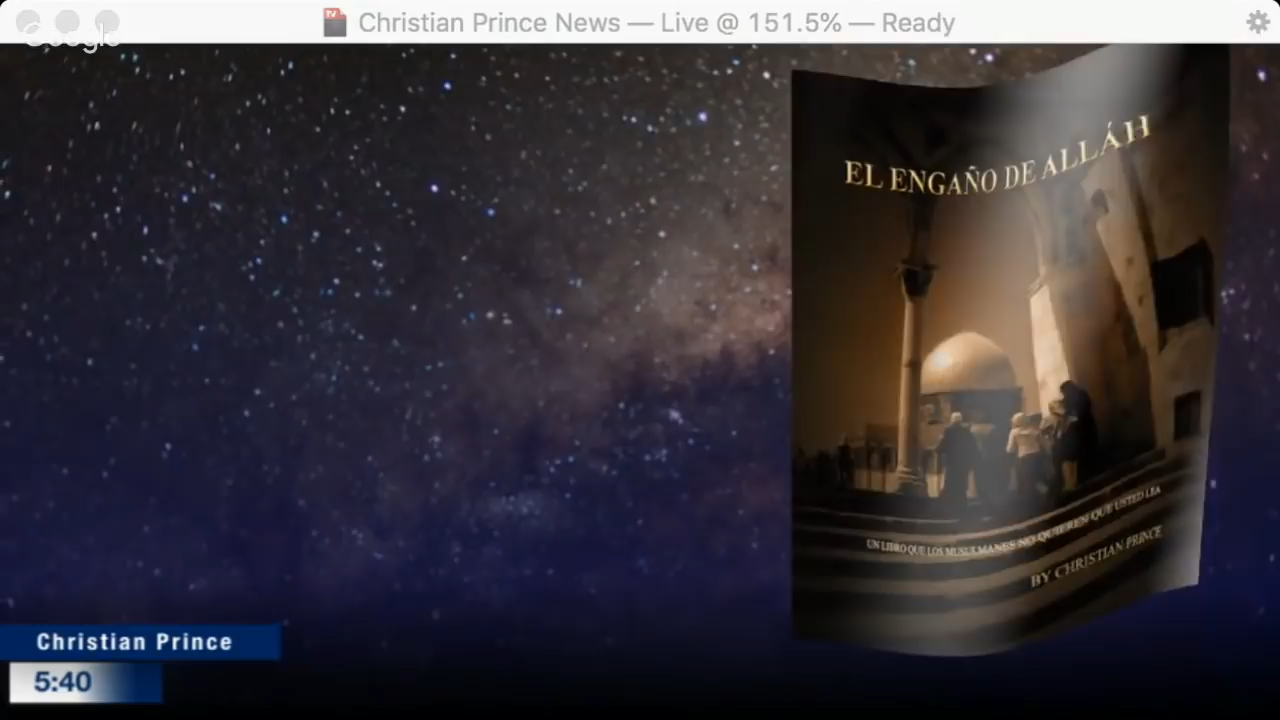 Christian Prince News — Live @ 151.5% — Ready
Google
EL ENGAÑO DE ALLÁH
UN LIBRO QUE LOS MUSULMANES NO QUIEREN QUE USTED LEA
BY CHRISTIAN PRINCE
Christian Prince
5:40